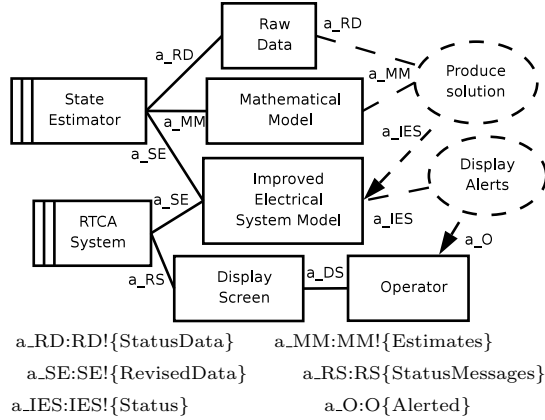 Raw
Data
a_RD
a_RD
State
Estimator
Mathematical
Model
a_MM
a_MM
Produce
solution
a_SE
a_IES
Improved
Electrical
System Model
a_SE
Display
Alerts
a_IES
RTCA
System
a_RS
Display
Screen
a_DS
Operator
a_O
a_RD:RD!{StatusData} a_MM:MM!{Estimates}
a_SE:SE!{RevisedData} a_RS:RS{StatusMessages}
a_IES:IES!{Status} a_O:O{Alerted}